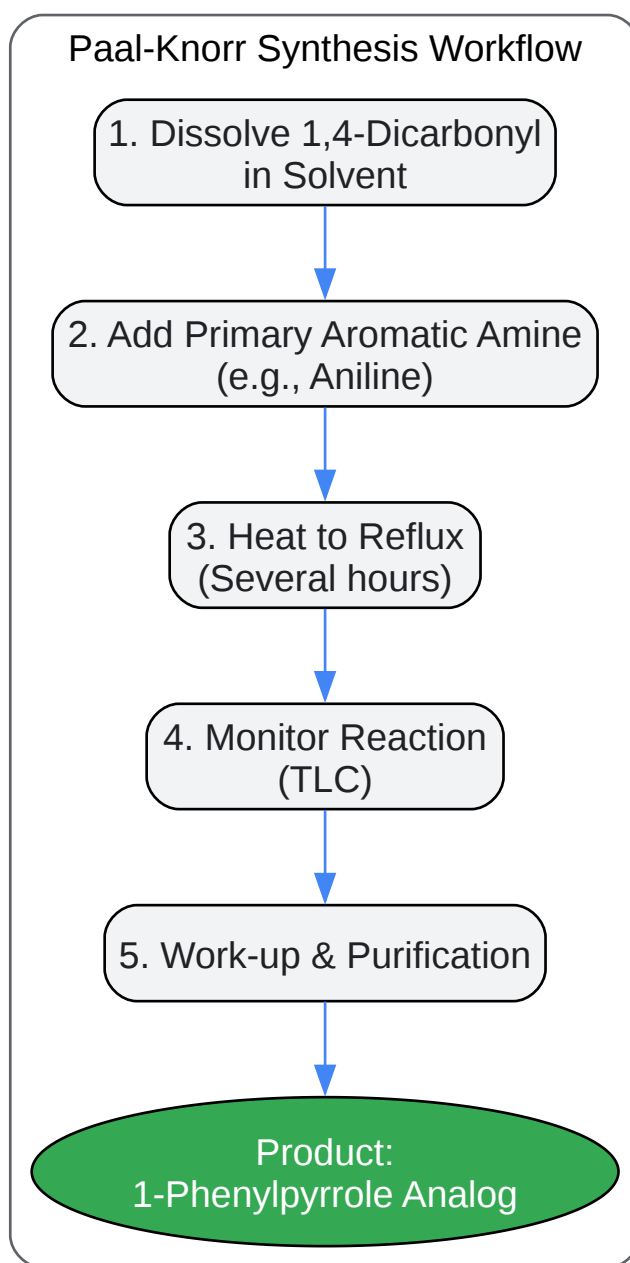 Paal-Knorr Synthesis Workflow
1. Dissolve 1,4-Dicarbonyl
in Solvent
2. Add Primary Aromatic Amine
(e.g., Aniline)
3. Heat to Reflux
(Several hours)
4. Monitor Reaction
(TLC)
5. Work-up & Purification
Product:
1-Phenylpyrrole Analog